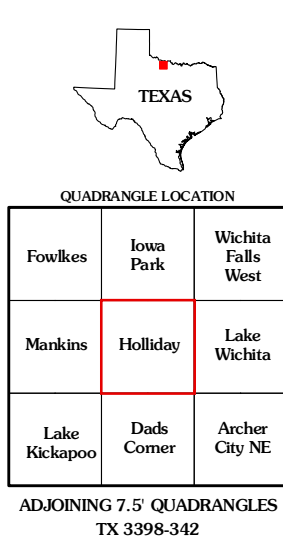 TEXAS
QUADRANGLE LOCATION
Fowlkes
Iowa
Park
Wichita
Falls
West
Mankins
Holliday
Lake
Wichita
Lake
Kickapoo
Dads
Corner
Archer
City NE
ADJOINING 7.5' QUADRANGLES
TX 3398-342